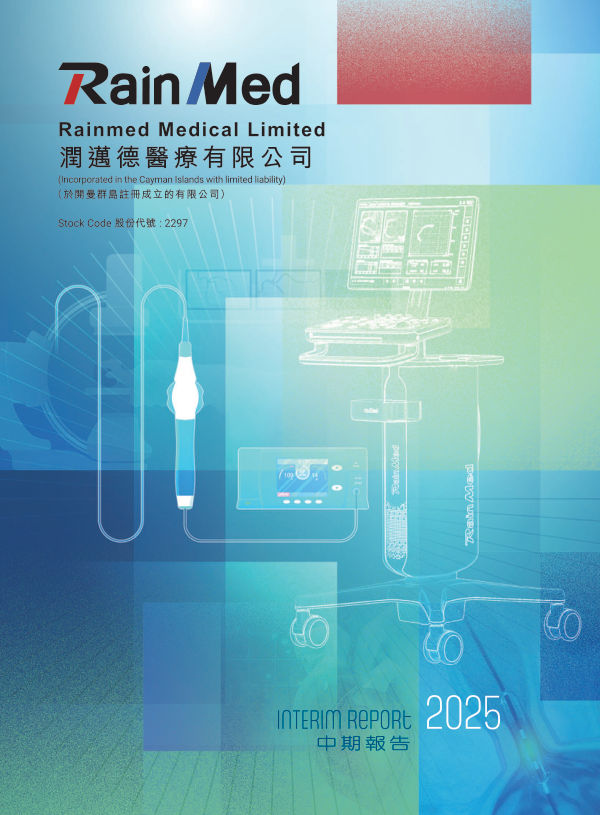 RainMed
Rainmed Medical Limited
潤邁德醫療有限公司
(Incorporated in the Cayman Islands with limited liability)
(於開曼群島註冊成立的有限公司)
Stock Code 股份代號 : 2297
RainMed
RainMed
INTERIM REPORT 2025
中期報告